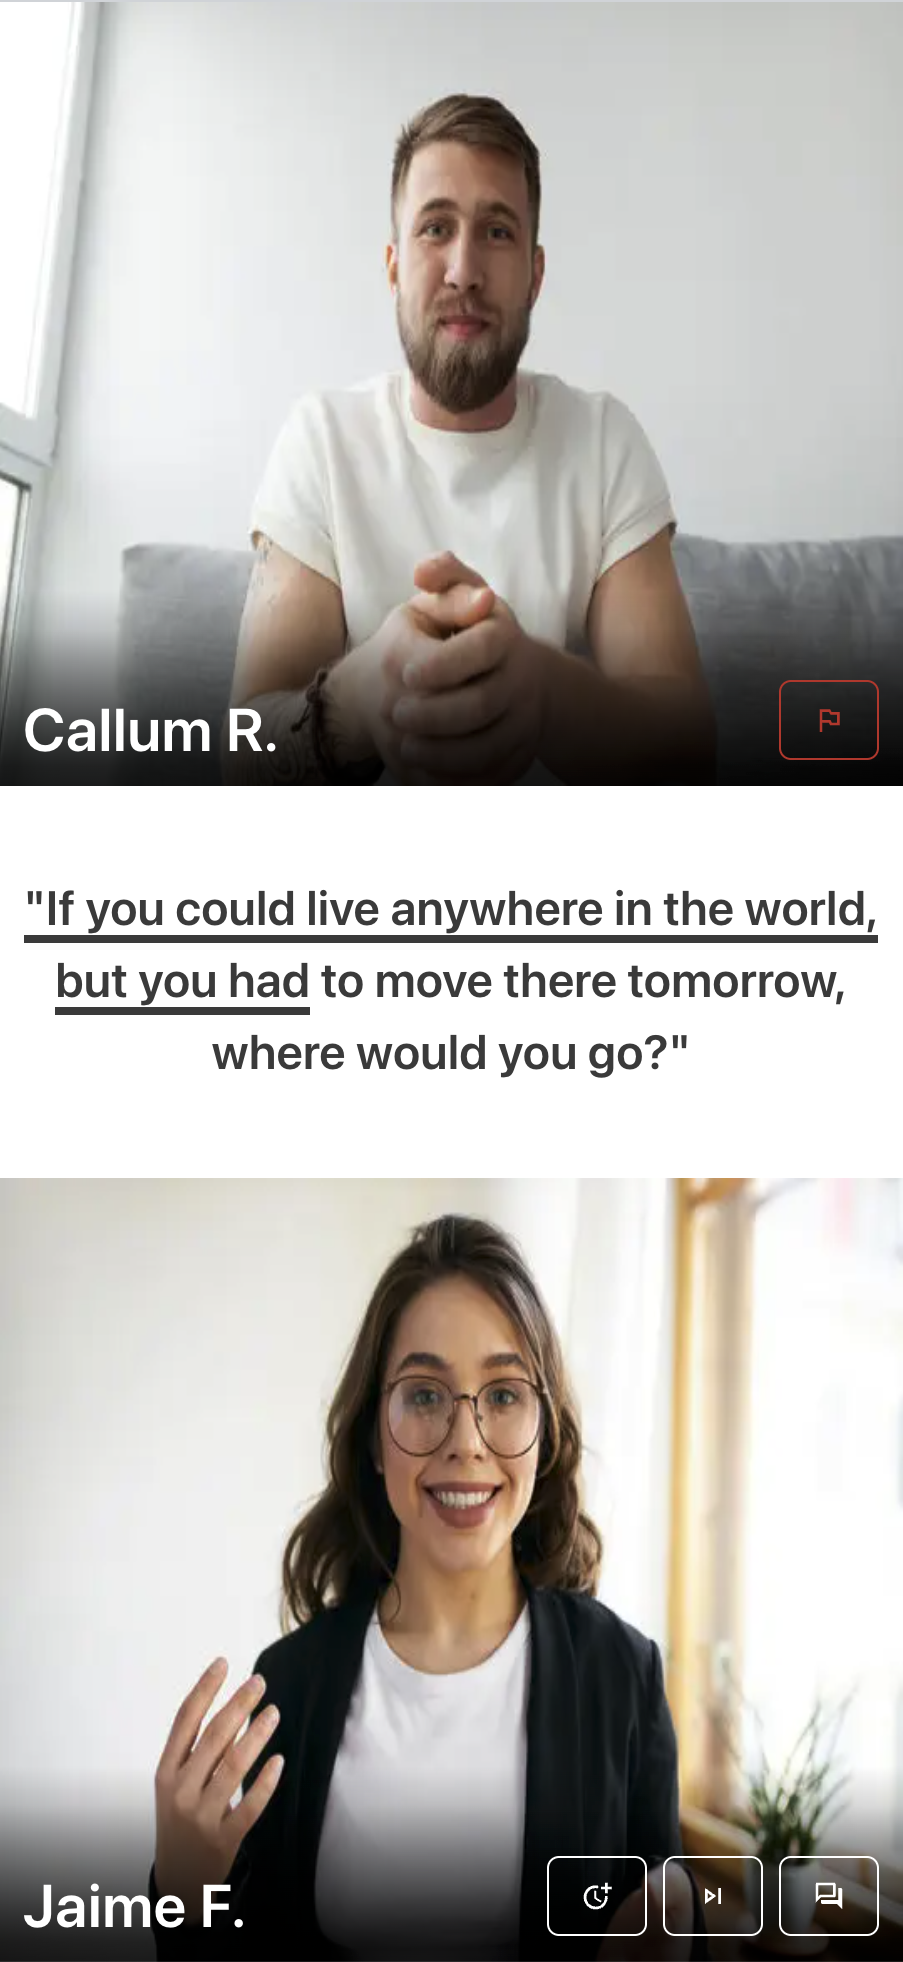 Callum R.
"If you could live anywhere in the world,
but you had to move there tomorrow,
where would you go?"
Jaime F.